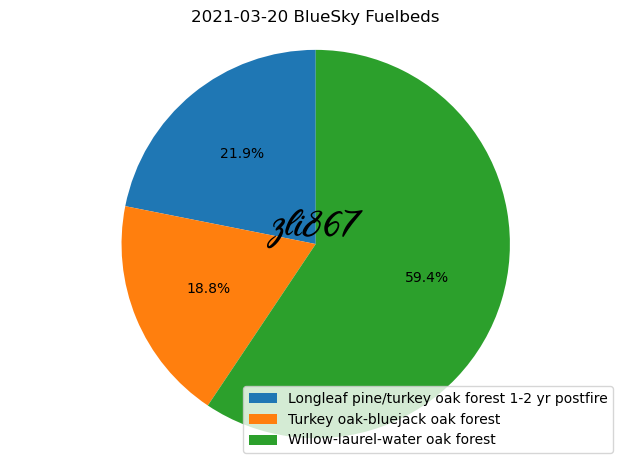 2021-03-20 BlueSky Fuelbeds
21.9%
zli867
59.4%
18.8%
Longleaf pine/turkey oak forest 1-2 yr postfire
Turkey oak-bluejack oak forest
Willow-laurel-water oak forest